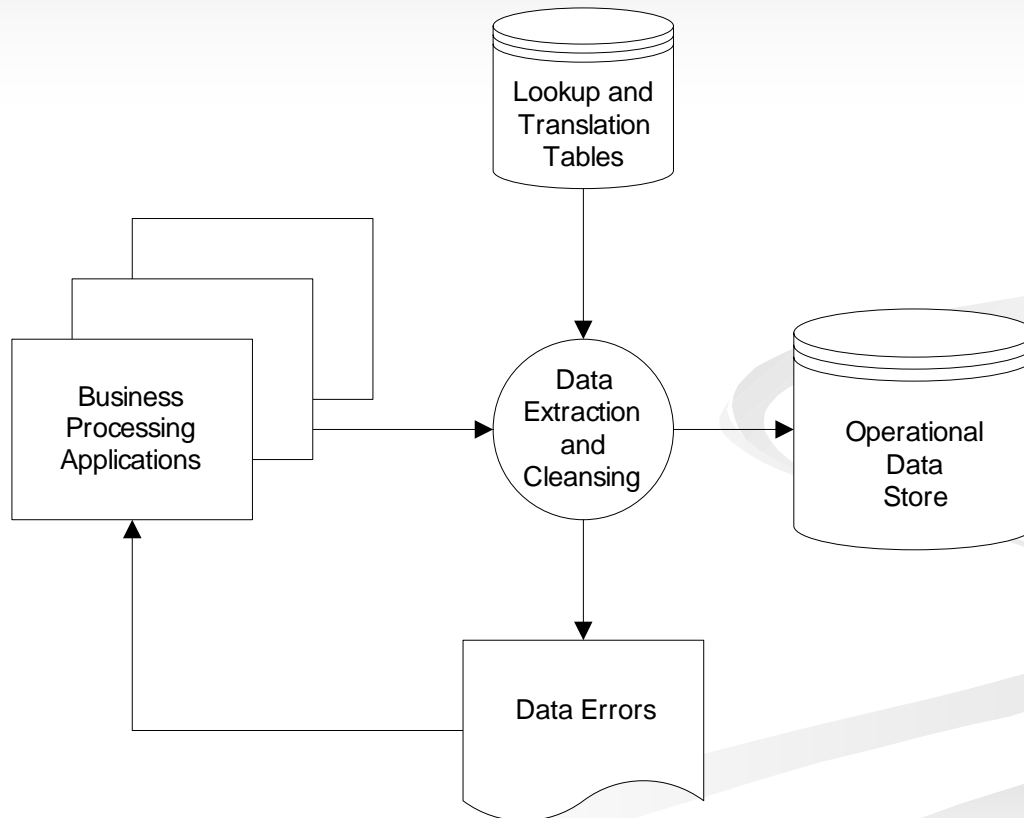 Lookup and
Translation
Tables
Business
Processing
Applications
Data
Extraction
and
Cleansing
Operational
Data
Store
Data Errors